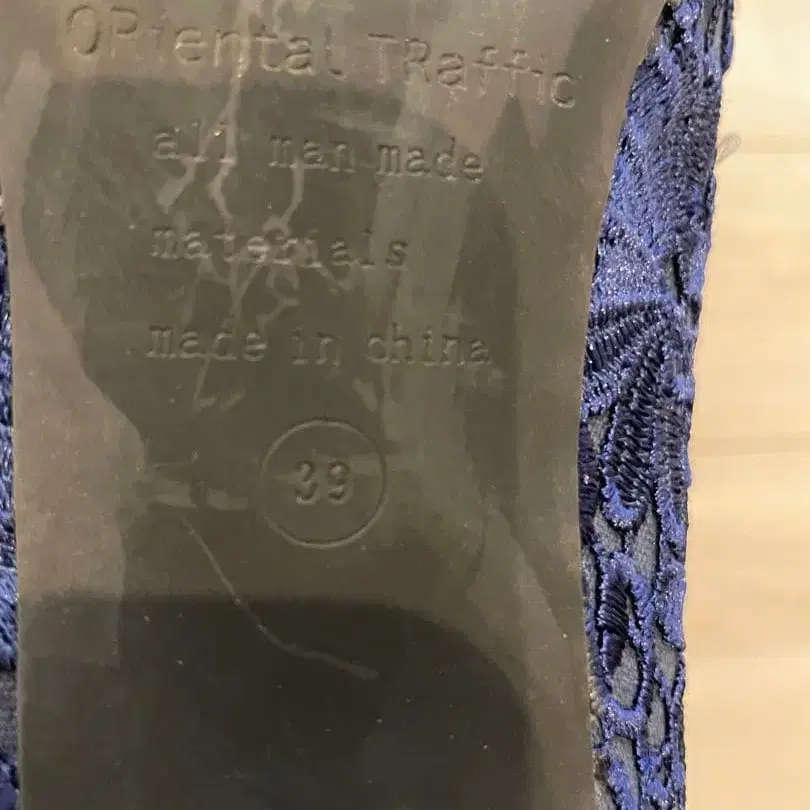 ORiental TRaffic
all man made
materials
made in china
39